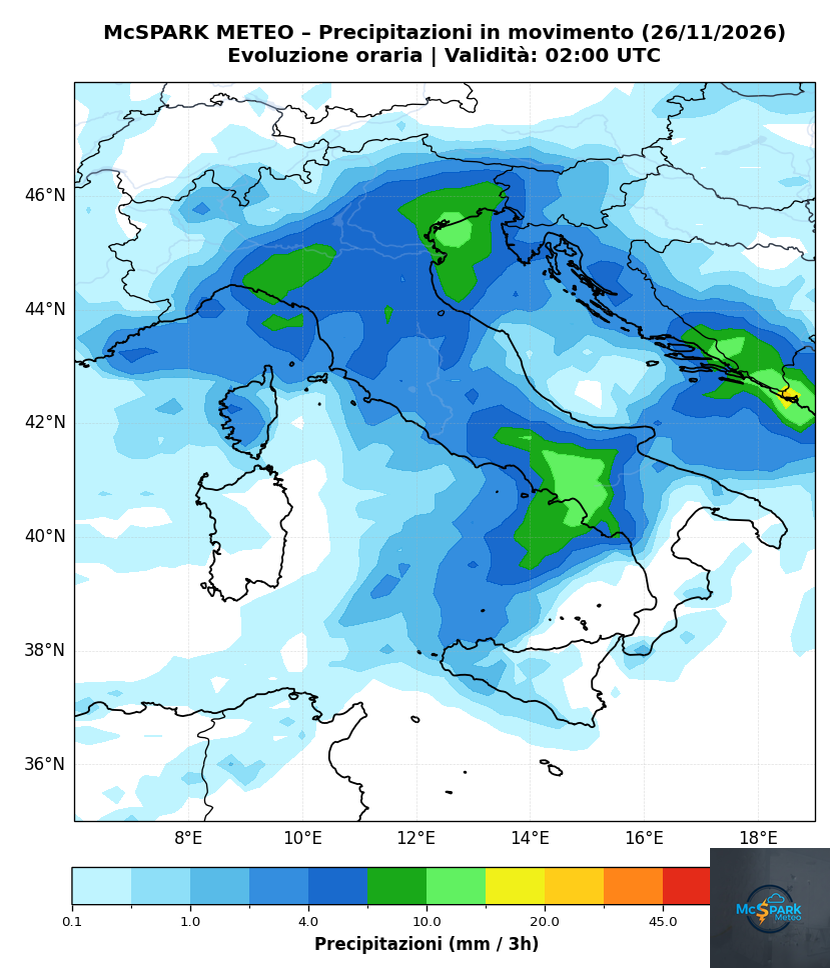 McSPARK METEO – Precipitazioni in movimento (26/11/2026)
Evoluzione oraria | Validità: 02:00 UTC
46°N
44°N
42°N
40°N
38°N
36°N
8°E 10°E 12°E 14°E 16°E 18°E
0.1 1.0 4.0 10.0 20.0 45.0
Precipitazioni (mm / 3h)
McSPARK
Meteo